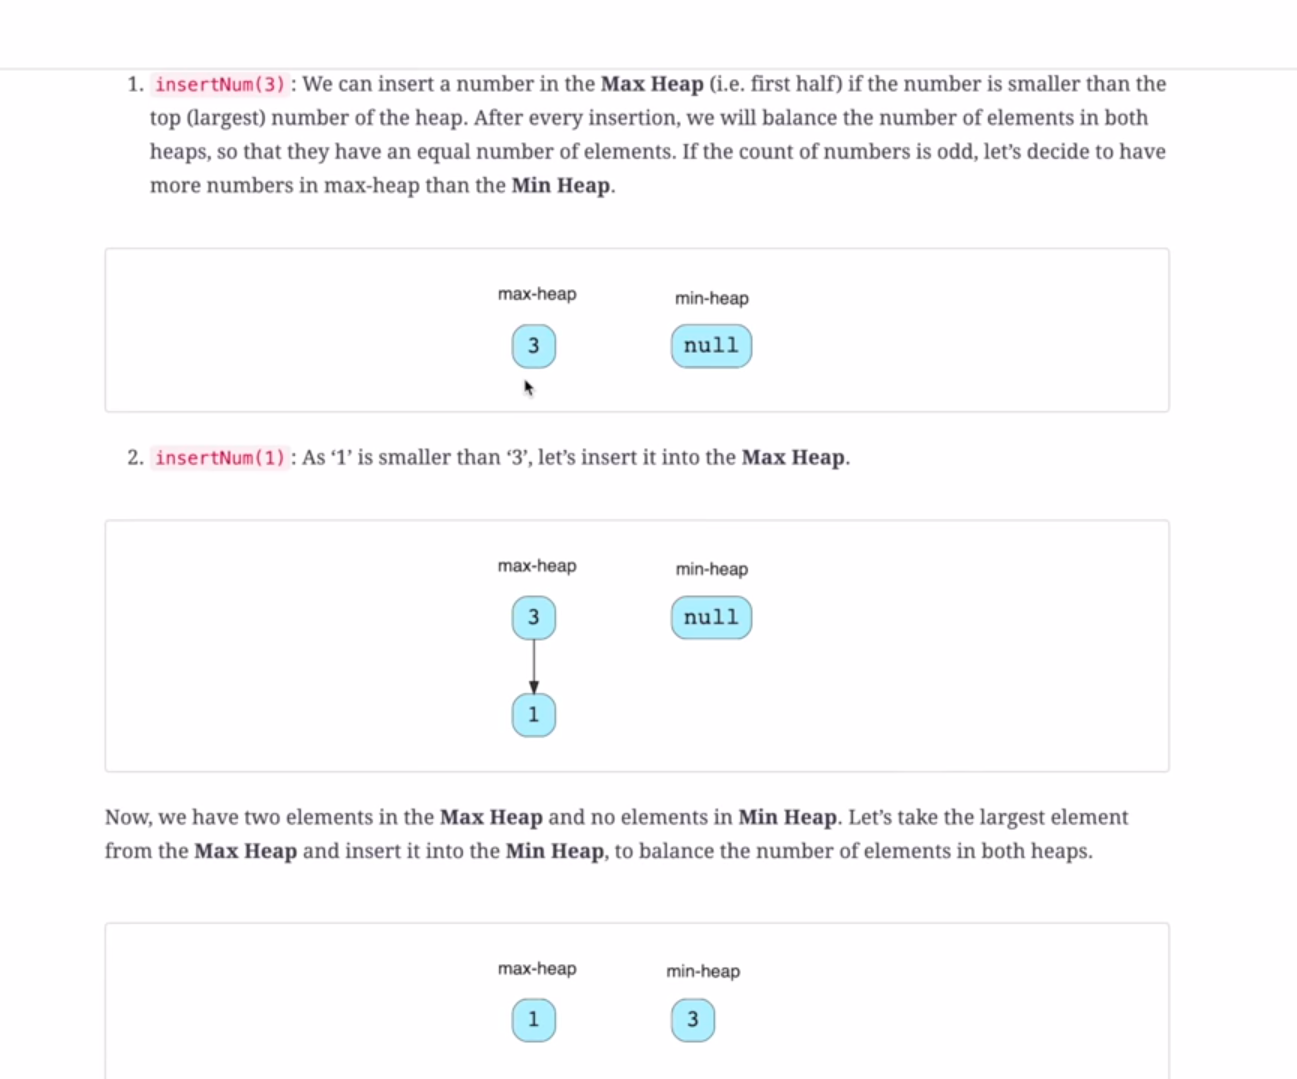 1. insertNum(3) : We can insert a number in the Max Heap (i.e. first half) if the number is smaller than the
top (largest) number of the heap. After every insertion, we will balance the number of elements in both
heaps, so that they have an equal number of elements. If the count of numbers is odd, let’s decide to have
more numbers in max-heap than the Min Heap.
max-heap min-heap
3 null
2. insertNum(1) : As ‘1’ is smaller than ‘3’, let’s insert it into the Max Heap.
max-heap min-heap
3 null
1
Now, we have two elements in the Max Heap and no elements in Min Heap. Let’s take the largest element
from the Max Heap and insert it into the Min Heap, to balance the number of elements in both heaps.
max-heap min-heap
1 3